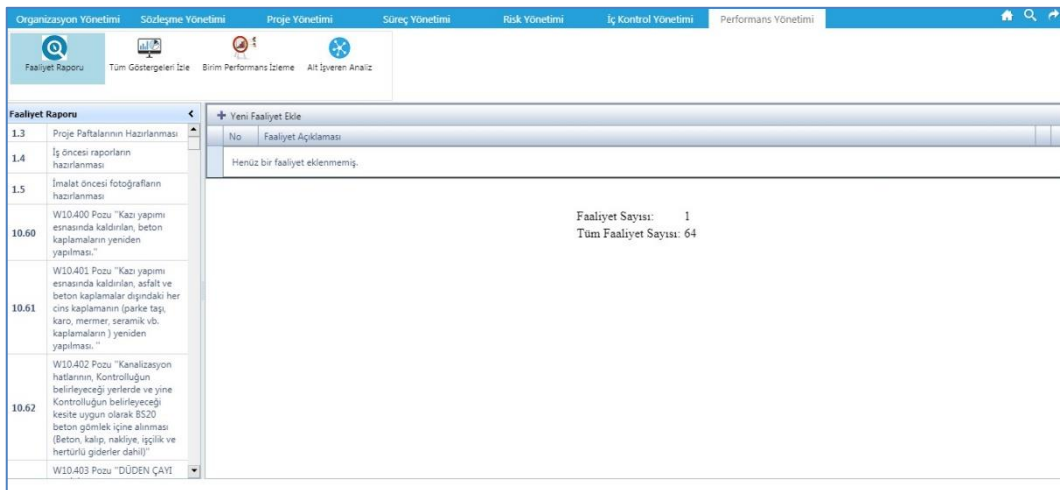 Organizasyon Yönetimi Sözleşme Yönetimi Proje Yönetimi Süreç Yönetimi Risk Yönetimi İç Kontrol Yönetimi Performans Yönetimi
Faaliyet Raporu Tüm Göstergeleri İzle Birim Performans İzleme Alt İşveren Analiz
Faaliyet Raporu
1.3 Proje Paftalarının Hazırlanması
1.4 İş öncesi raporların
hazırlanması
1.5 İmalat öncesi fotoğrafların
hazırlanması
10.60 W10.400 Pozu "Kazı yapımı
esnasında kaldırılan, beton
kaplamaların yeniden
yapılması."
10.61 W10.401 Pozu "Kazı yapımı
esnasında kaldırılan, asfalt ve
beton kaplamalar dışındaki her
cins kaplamanın (parke taşı,
karo, mermer, seramik vb.
kaplamaların ) yeniden
yapılması. "
10.62 W10.402 Pozu "Kanalizasyon
hatlarının, Kontrolluğun
belirleyeceği yerlerde ve yine
Kontrolluğun belirleyeceği
kesite uygun olarak BS20
beton gömlek içine alınması
(Beton, kalıp, nakliye, işçilik ve
hertürlü giderler dahil)"
W10.403 Pozu "DÜDEN ÇAYI
Yeni Faaliyet Ekle
No Faaliyet Açıklaması
Henüz bir faaliyet eklenmemiş.
Faaliyet Sayısı: 1
Tüm Faaliyet Sayısı: 64